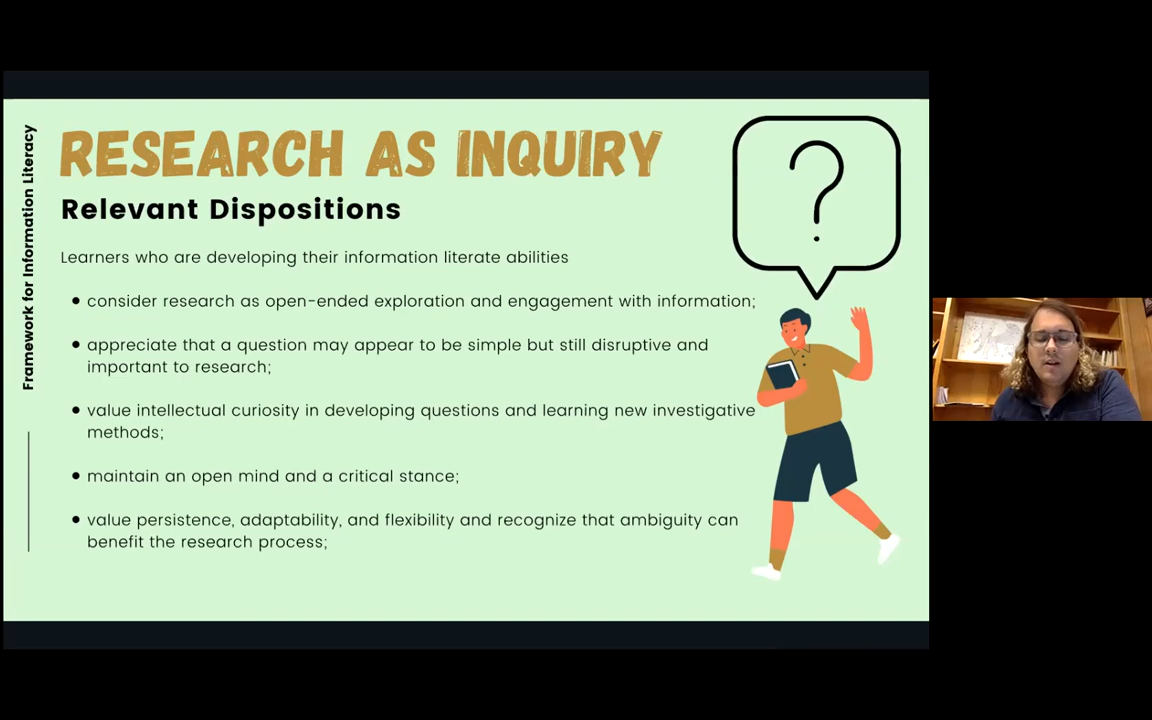 Framework for Information Literacy
RESEARCH AS INQUIRY
Relevant Dispositions
Learners who are developing their information literate abilities
• consider research as open-ended exploration and engagement with information;
• appreciate that a question may appear to be simple but still disruptive and
important to research;
• value intellectual curiosity in developing questions and learning new investigative
methods;
• maintain an open mind and a critical stance;
• value persistence, adaptability, and flexibility and recognize that ambiguity can
benefit the research process;
?